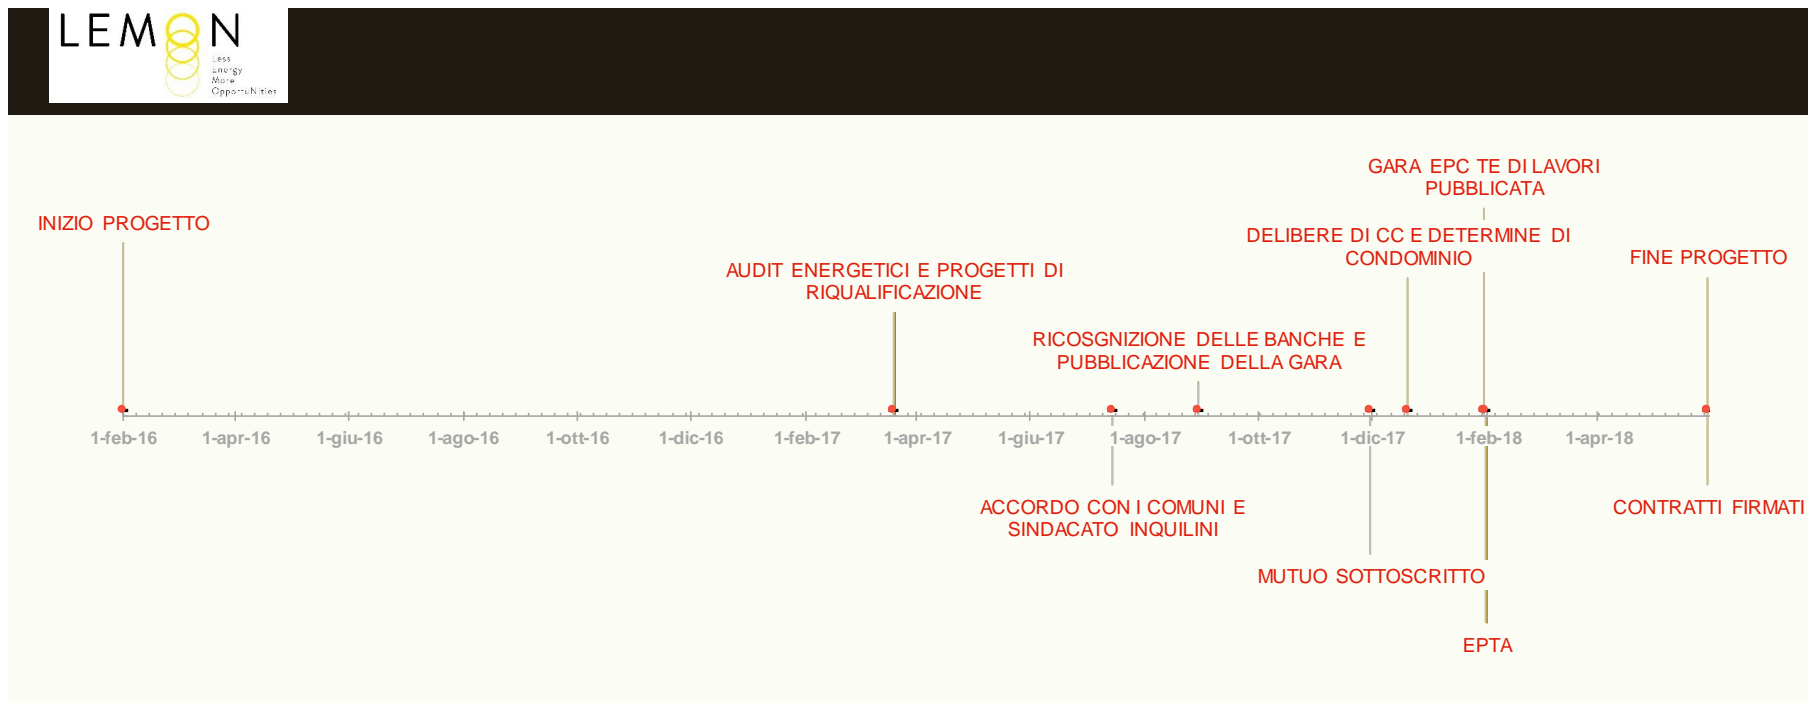 LEMON
Less
Energy
More
OpportuNities
GARA EPC TE DI LAVORI
PUBBLICATA
INIZIO PROGETTO
DELIBERE DI CC E DETERMINE DI
CONDOMINIO
FINE PROGETTO
AUDIT ENERGETICI E PROGETTI DI
RIQUALIFICAZIONE
RICOSGNIZIONE DELLE BANCHE E
PUBBLICAZIONE DELLA GARA
1-feb-16 1-apr-16 1-giu-16 1-ago-16 1-ott-16 1-dic-16 1-feb-17 1-apr-17 1-giu-17 1-ago-17 1-ott-17 1-dic-17 1-feb-18 1-apr-18
ACCORDO CON I COMUNI E
SINDACATO INQUILINI
CONTRATTI FIRMATI
MUTUO SOTTOSCRITTO
EPTA